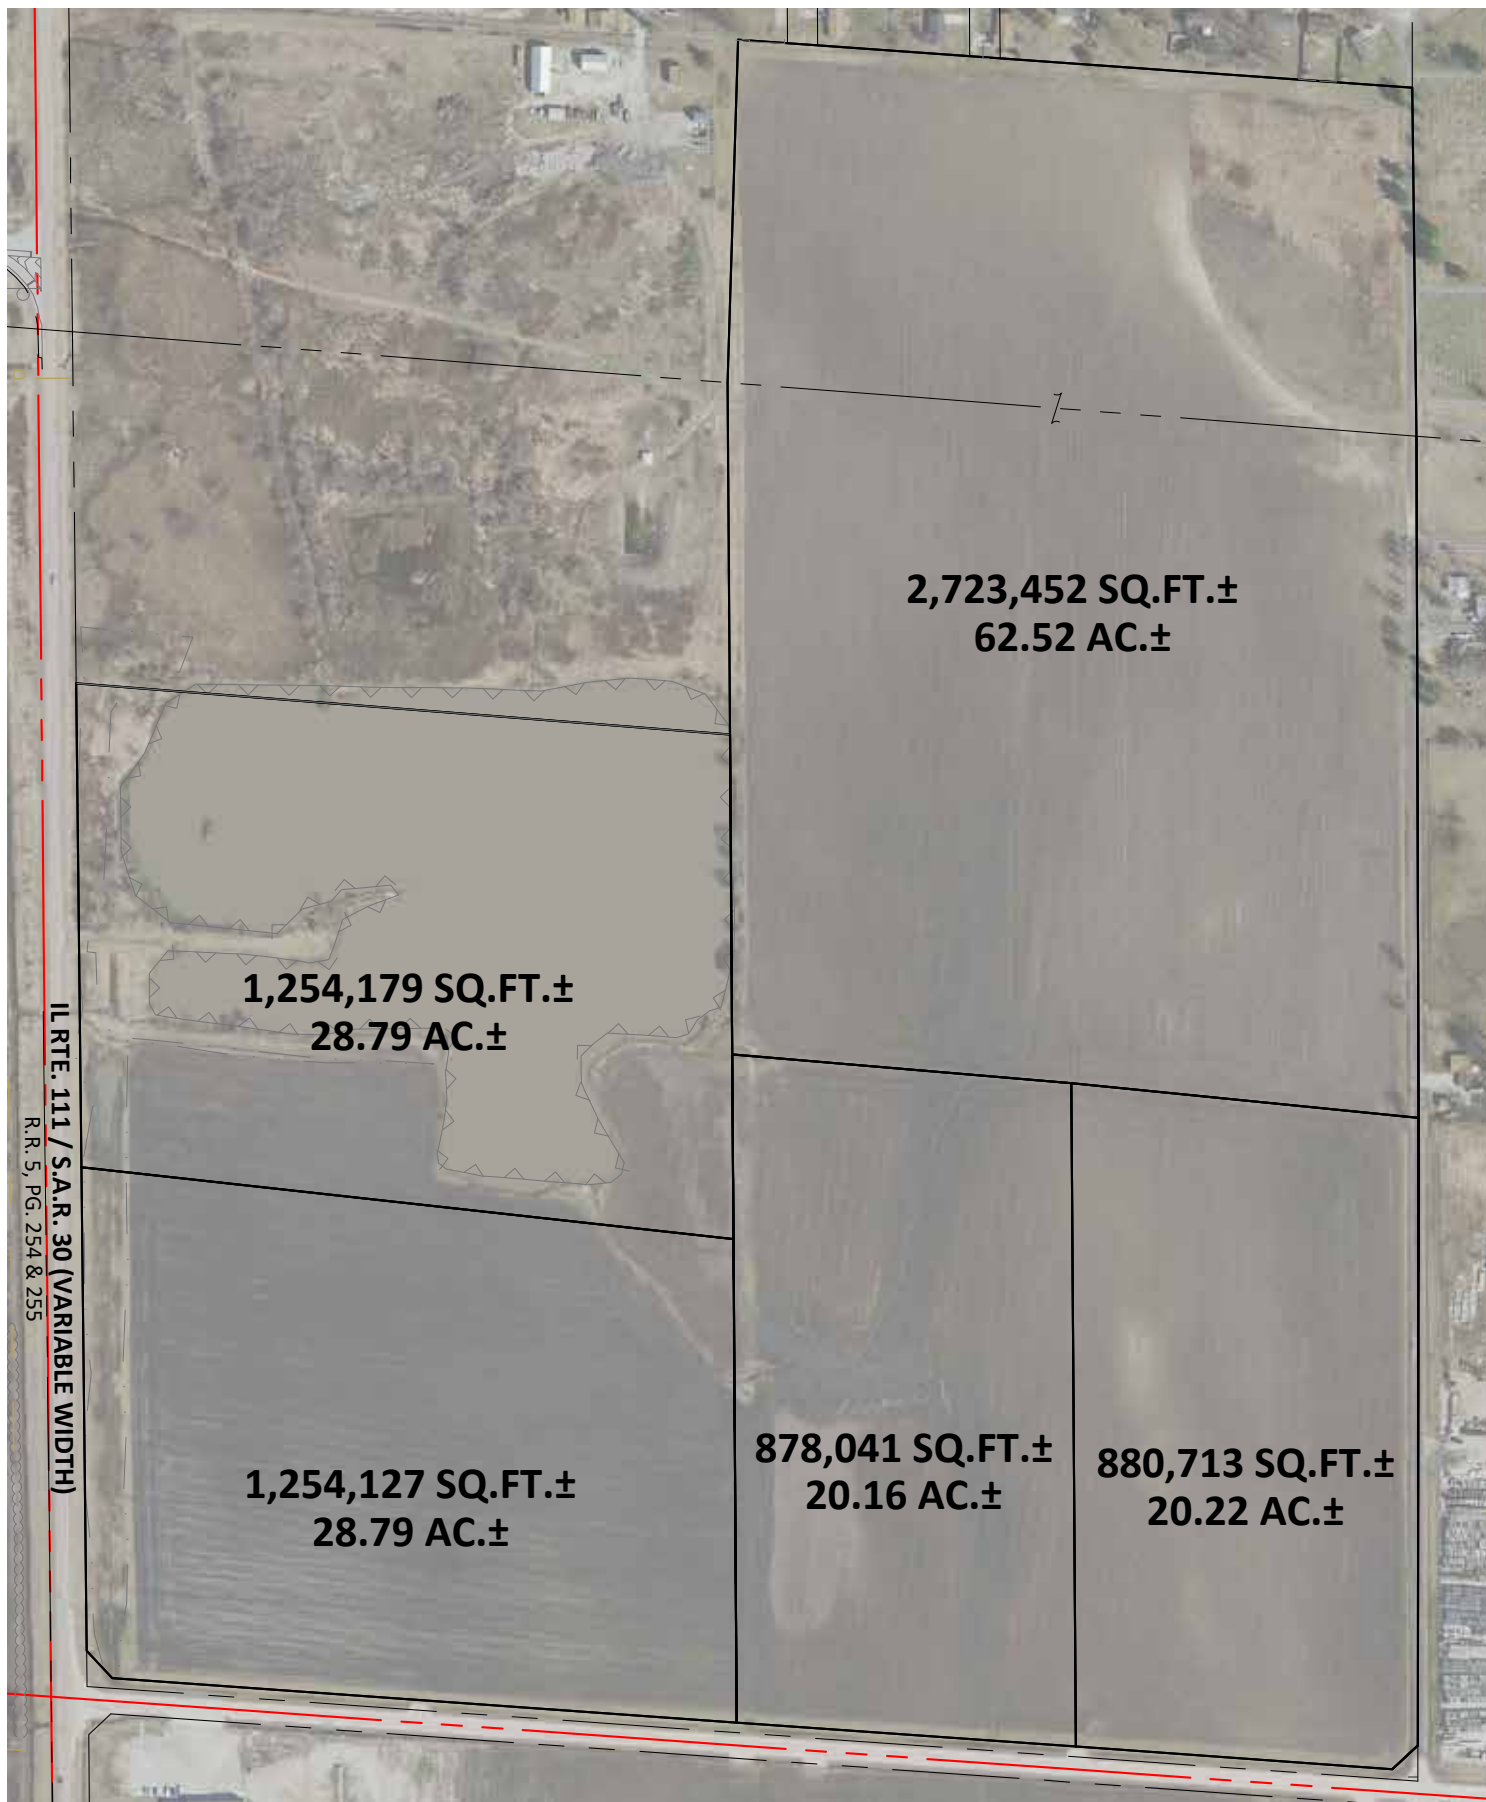 2,723,452 SQ.FT.±
62.52 AC.±
1,254,179 SQ.FT.±
28.79 AC.±
IL RTE. 111 / S.A.R. 30 (VARIABLE WIDTH)
R.R. 5, PG. 254 & 255
1,254,127 SQ.FT.±
28.79 AC.±
878,041 SQ.FT.±
20.16 AC.±
880,713 SQ.FT.±
20.22 AC.±